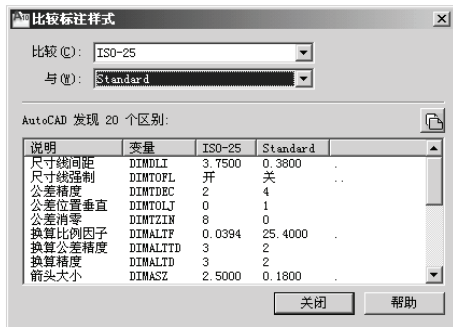 比较标注样式
比较(C): ISO-25
与(W): Standard
AutoCAD 发现 20 个区别:
说明 变量 ISO-25 Standard
尺寸线间距 DIMDLI 3.7500 0.3800 .
尺寸线强制 DIMTOFL 开 关 . .
公差精度 DIMTDEC 2 4
公差位置垂直 DIMTOLJ 0 1
公差消零 DIMTZIN 8 0
换算比例因子 DIMALTF 0.0394 25.4000 .
换算公差精度 DIMALTTD 3 2
换算精度 DIMALTD 3 2
箭头大小 DIMASZ 2.5000 0.1800 .
关闭 帮助